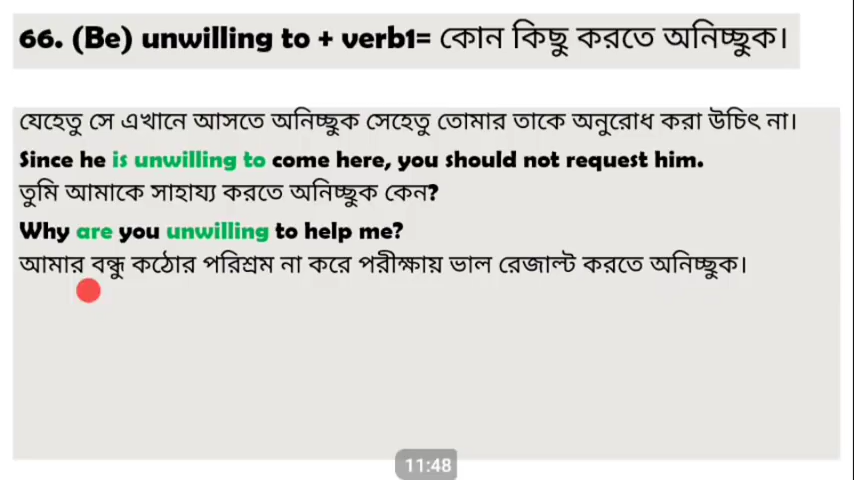 66. (Be) unwilling to + verb1= কোন কিছু করতে অনিচ্ছুক।
যেহেতু সে এখানে আসতে অনিচ্ছুক সেহেতু তোমার তাকে অনুরোধ করা উচিৎ না।
Since he is unwilling to come here, you should not request him.
তুমি আমাকে সাহায্য করতে অনিচ্ছুক কেন?
Why are you unwilling to help me?
আমার বন্ধু কঠোর পরিশ্রম না করে পরীক্ষায় ভাল রেজাল্ট করতে অনিচ্ছুক।
11:48